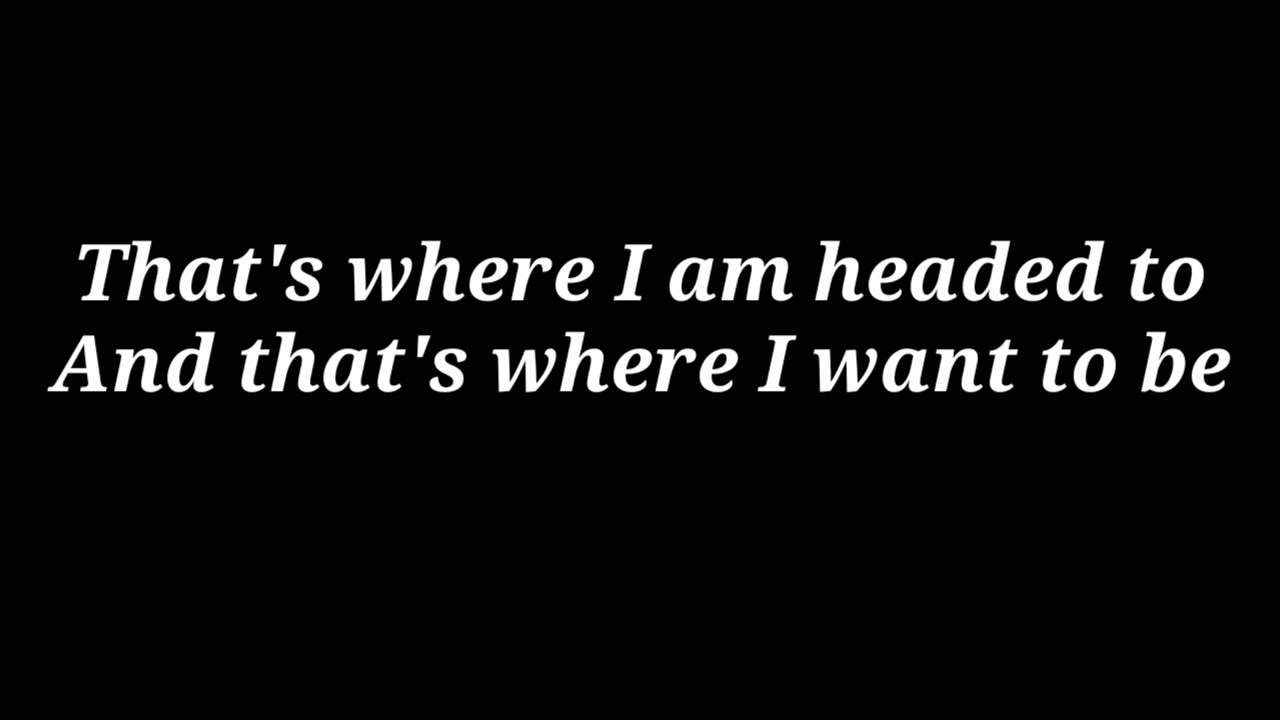 That's where I am headed to
And that's where I want to be